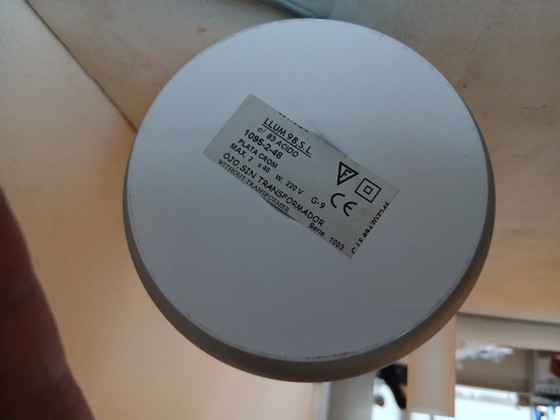 LLUM 98,S.L
c/ 83 ACIDO
1095-2-48
PLATA CROM
MAX. 2 x 40 W. 220 V G-9
OJO SIN TRANSFORMADOR
WITHOUT TRANSFORMER
Serie 1003
F
CE